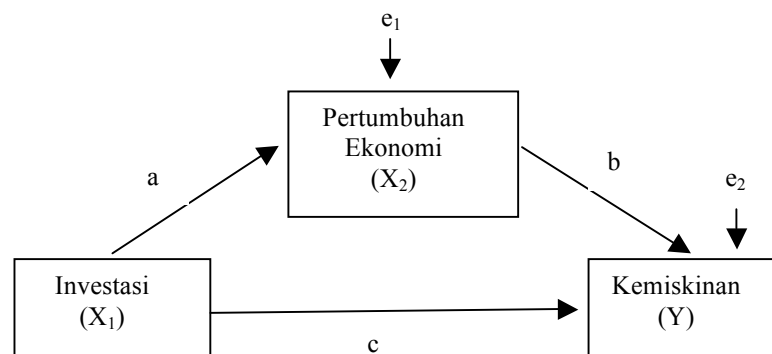 e₁
Pertumbuhan
Ekonomi
(X₂)
a
b
e₂
Investasi
(X₁)
Kemiskinan
(Y)
c